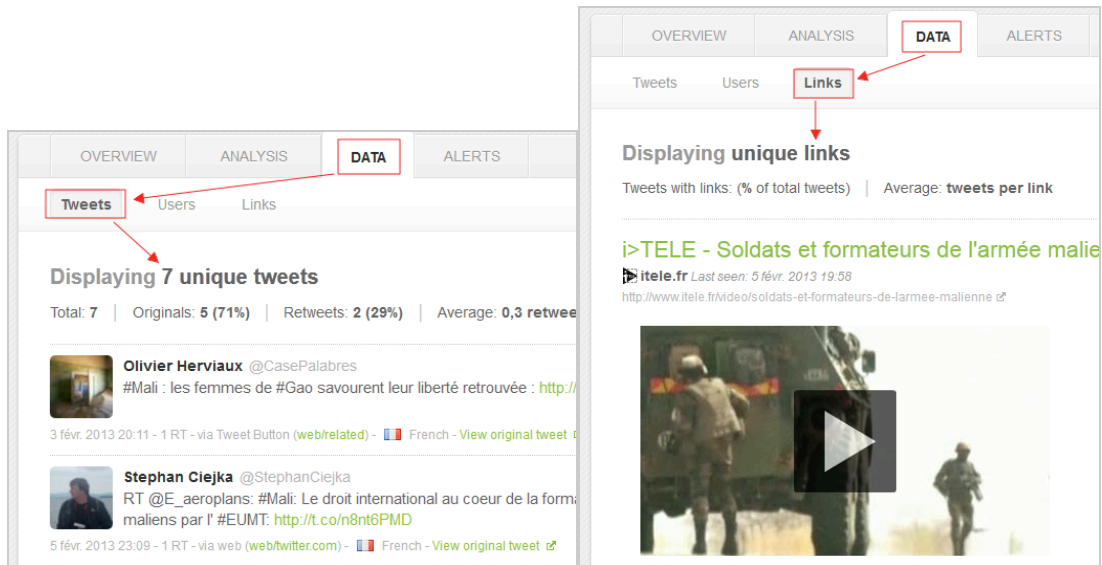 OVERVIEW ANALYSIS DATA ALERTS
Tweets Users Links
Displaying 7 unique tweets
Total: 7 | Originals: 5 (71%) | Retweets: 2 (29%) | Average: 0,3 retwee
Olivier Herviaux @CasePalabres
#Mali : les femmes de #Gao savourent leur liberté retrouvée : http://
3 févr. 2013 20:11 - 1 RT - via Tweet Button (web/related) - French - View original tweet
Stephan Ciejka @StephanCiejka
RT @E_aeroplans: #Mali: Le droit international au coeur de la forma
maliens par l' #EUMT: http://t.co/n8nt6PMD
5 févr. 2013 23:09 - 1 RT - via web (web/twitter.com) - French - View original tweet
OVERVIEW ANALYSIS DATA ALERTS
Tweets Users Links
Displaying unique links
Tweets with links: (% of total tweets) | Average: tweets per link
i>TELE - Soldats et formateurs de l'armée malie
itele.fr Last seen: 5 févr. 2013 19:58
http://www.itele.fr/video/soldats-et-formateurs-de-larmee-malienne